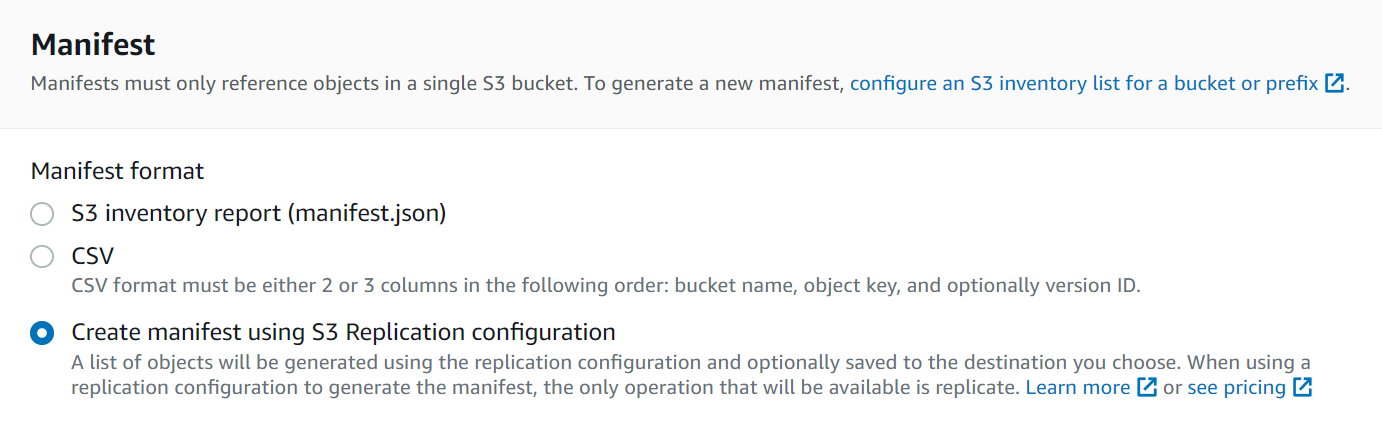 Manifest
Manifests must only reference objects in a single S3 bucket. To generate a new manifest, configure an S3 inventory list for a bucket or prefix.
Manifest format
S3 inventory report (manifest.json)
CSV
CSV format must be either 2 or 3 columns in the following order: bucket name, object key, and optionally version ID.
Create manifest using S3 Replication configuration
A list of objects will be generated using the replication configuration and optionally saved to the destination you choose. When using a
replication configuration to generate the manifest, the only operation that will be available is replicate. Learn more or see pricing